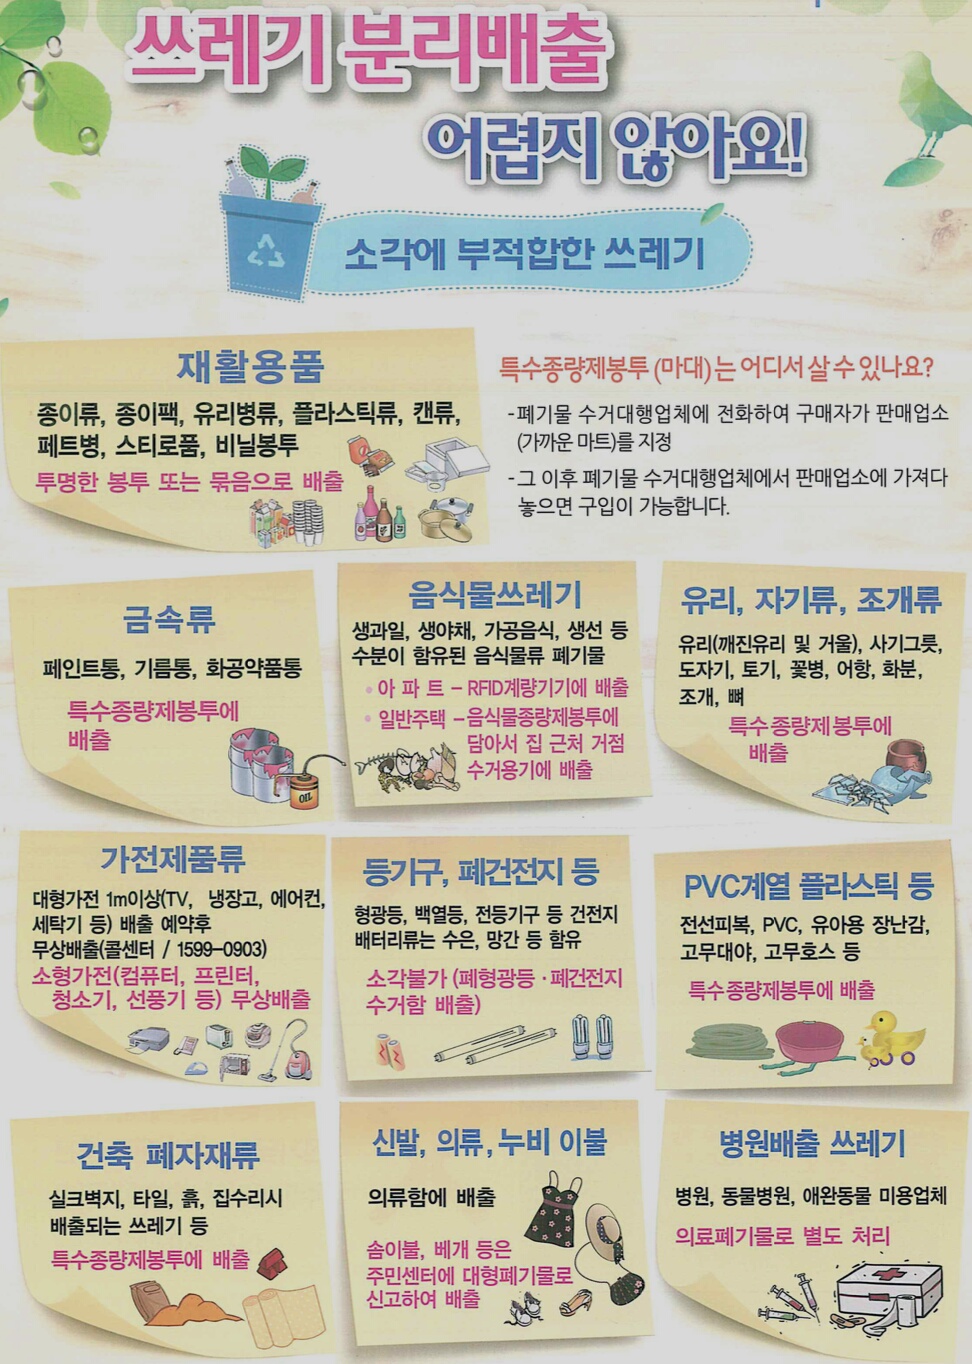 쓰레기 분리배출
어렵지 않아요!
소각에 부적합한 쓰레기
재활용품
종이류, 종이팩, 유리병류, 플라스틱류, 캔류,
페트병, 스티로폼, 비닐봉투
투명한 봉투 또는 묶음으로 배출
특수종량제봉투 (마대)는 어디서 살 수 있나요?
-폐기물 수거대행업체에 전화하여 구매자가 판매업소
(가까운 마트)를 지정
-그 이후 폐기물 수거대행업체에서 판매업소에 가져다
놓으면 구입이 가능합니다.
금속류
페인트통, 기름통, 화공약품통
특수종량제봉투에
배출
OIL
음식물쓰레기
생과일, 생야채, 가공음식, 생선 등
수분이 함유된 음식물류 폐기물
• 아 파 트 – RFID계량기기에 배출
• 일반주택 – 음식물종량제봉투에
담아서 집 근처 거점
수거용기에 배출
유리, 자기류, 조개류
유리(깨진유리 및 거울), 사기그릇,
도자기, 토기, 꽃병, 어항, 화분,
조개, 뼈
특수종량제봉투에
배출
가전제품류
대형가전 1m이상(TV, 냉장고, 에어컨,
세탁기 등) 배출 예약후
무상배출(콜센터 / 1599-0903)
소형가전(컴퓨터, 프린터,
청소기, 선풍기 등) 무상배출
등기구, 폐건전지 등
형광등, 백열등, 전등기구 등 건전지
배터리류는 수은, 망간 등 함유
소각불가 (폐형광등·폐건전지
수거함 배출)
PVC계열 플라스틱 등
전선피복, PVC, 유아용 장난감,
고무대야, 고무호스 등
특수종량제봉투에 배출
건축 폐자재류
실크벽지, 타일, 흙, 집수리시
배출되는 쓰레기 등
특수종량제봉투에 배출
신발, 의류, 누비 이불
의류함에 배출
솜이불, 베개 등은
주민센터에 대형폐기물로
신고하여 배출
병원배출 쓰레기
병원, 동물병원, 애완동물 미용업체
의료폐기물로 별도 처리